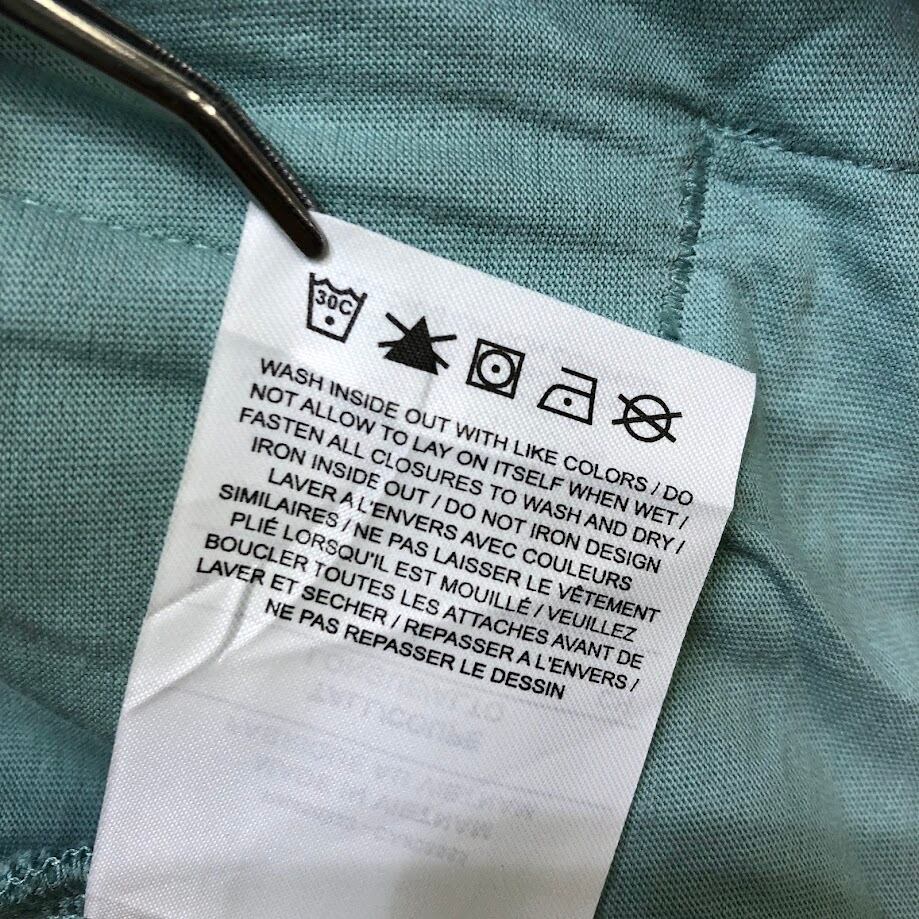 30C
WASH INSIDE OUT WITH LIKE COLORS / DO
NOT ALLOW TO LAY ON ITSELF WHEN WET /
FASTEN ALL CLOSURES TO WASH AND DRY /
IRON INSIDE OUT / DO NOT IRON DESIGN
LAVER A L'ENVERS AVEC COULEURS
SIMILAIRES / NE PAS LAISSER LE VÊTEMENT
PLIÉ LORSQU'IL EST MOUILLÉ / VEUILLEZ
BOUCLER TOUTES LES ATTACHES AVANT DE
LAVER ET SECHER / REPASSER A L'ENVERS /
NE PAS REPASSER LE DESSIN